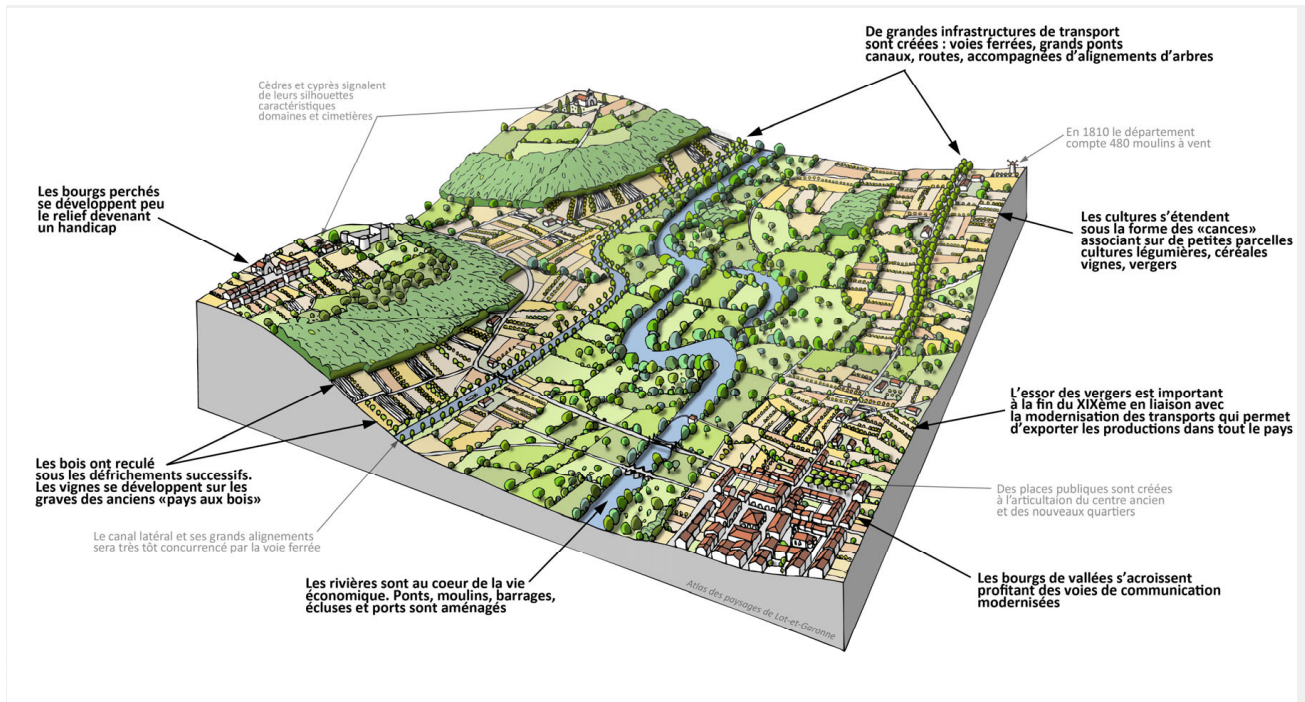 De grandes infrastructures de transport
sont créées : voies ferrées, grands ponts
canaux, routes, accompagnées d'alignements d'arbres
Cèdres et cyprès signalent
de leurs silhouettes
caractéristiques
domaines et cimetières
En 1810 le département
compte 480 moulins à vent
Les bourgs perchés
se développent peu
le relief devenant
un handicap
Les cultures s'étendent
sous la forme des «cances»
associant sur de petites parcelles
cultures légumières, céréales
vignes, vergers
L'essor des vergers est important
à la fin du XIXème en liaison avec
la modernisation des transports qui permet
d'exporter les productions dans tout le pays
Les bois ont reculé
sous les défrichements successifs.
Les vignes se développent sur les
graves des anciens «pays aux bois»
Des places publiques sont créées
à l'articultaion du centre ancien
et des nouveaux quartiers
Le canal latéral et ses grands alignements
sera très tôt concurrencé par la voie ferrée
Les rivières sont au coeur de la vie
économique. Ponts, moulins, barrages,
écluses et ports sont aménagés
Les bourgs de vallées s'acroissent
profitant des voies de communication
modernisées
Atlas des paysages de Lot-et-Garonne